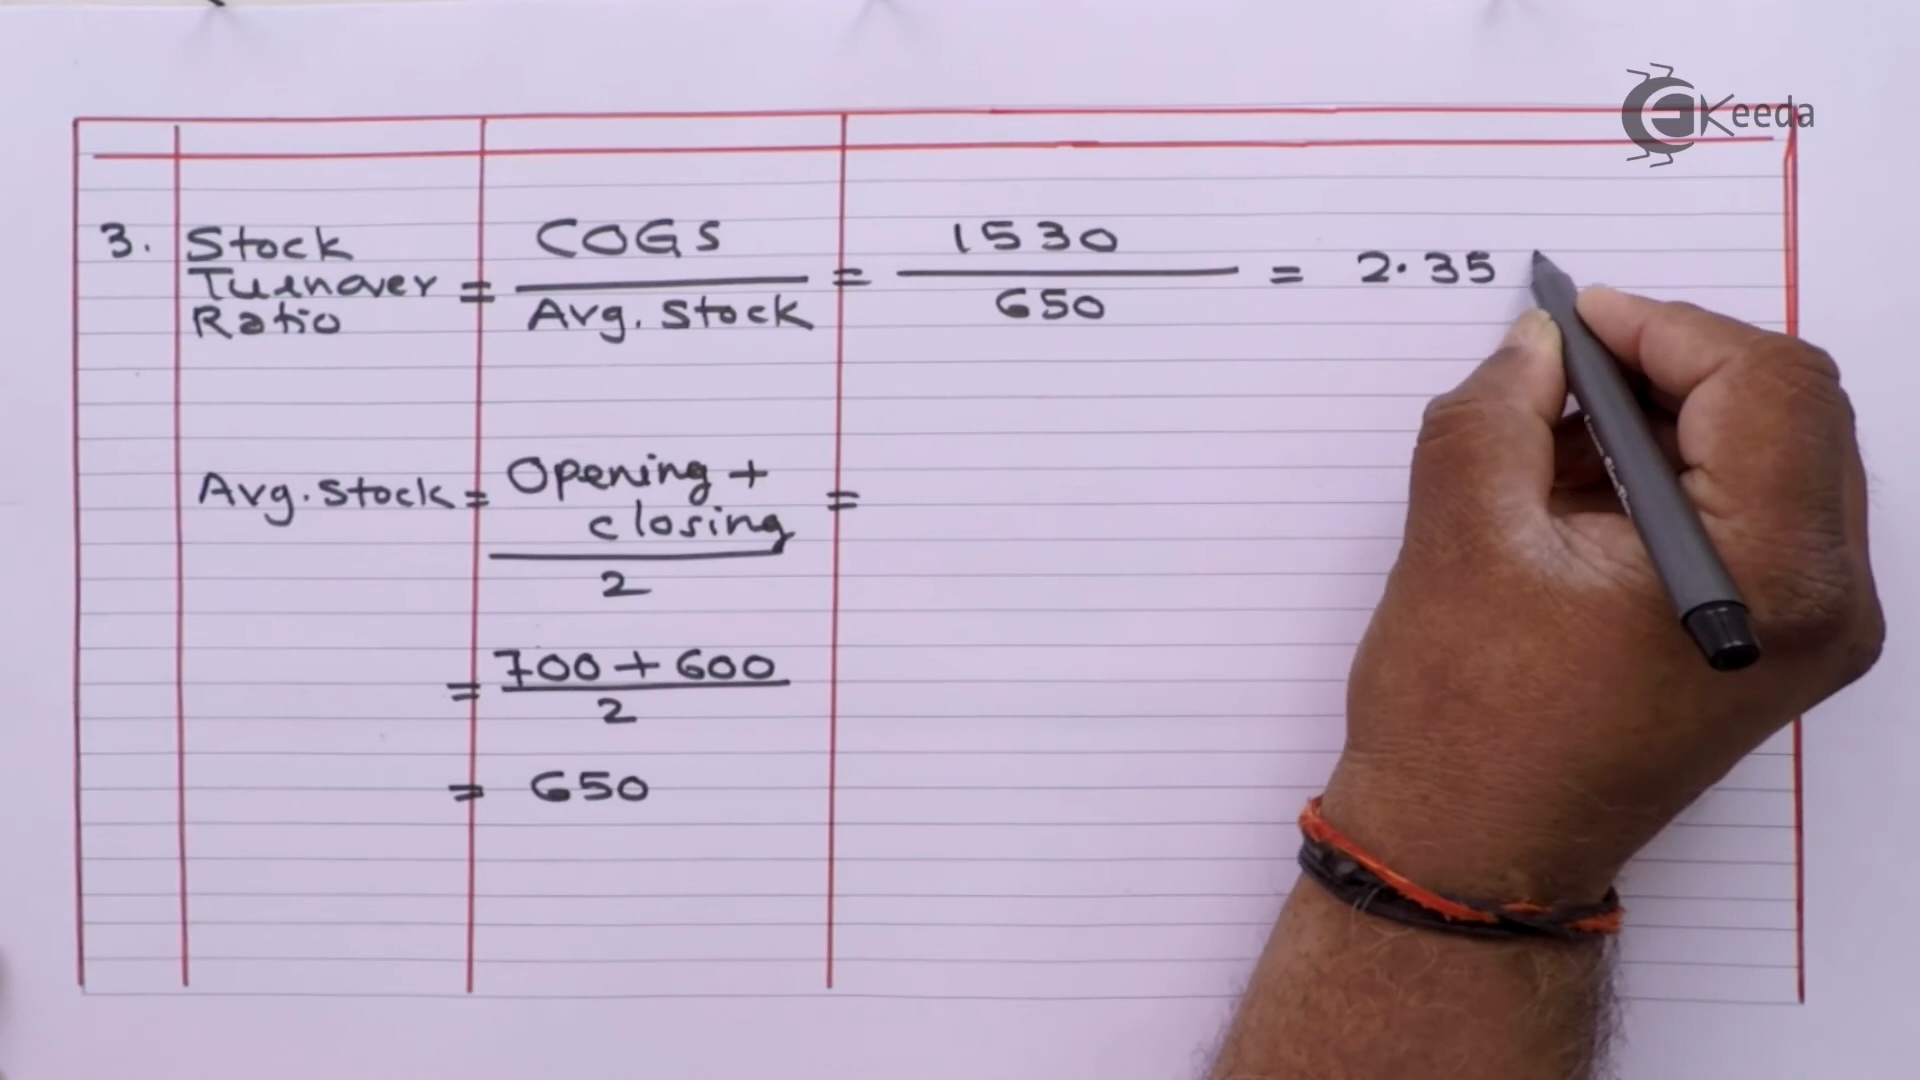 EKeeda
3. Stock Turnover Ratio = COGS / Avg. Stock = 1530 / 650 = 2.35
Avg. Stock = Opening + closing / 2 =
= 700 + 600 / 2
= 650